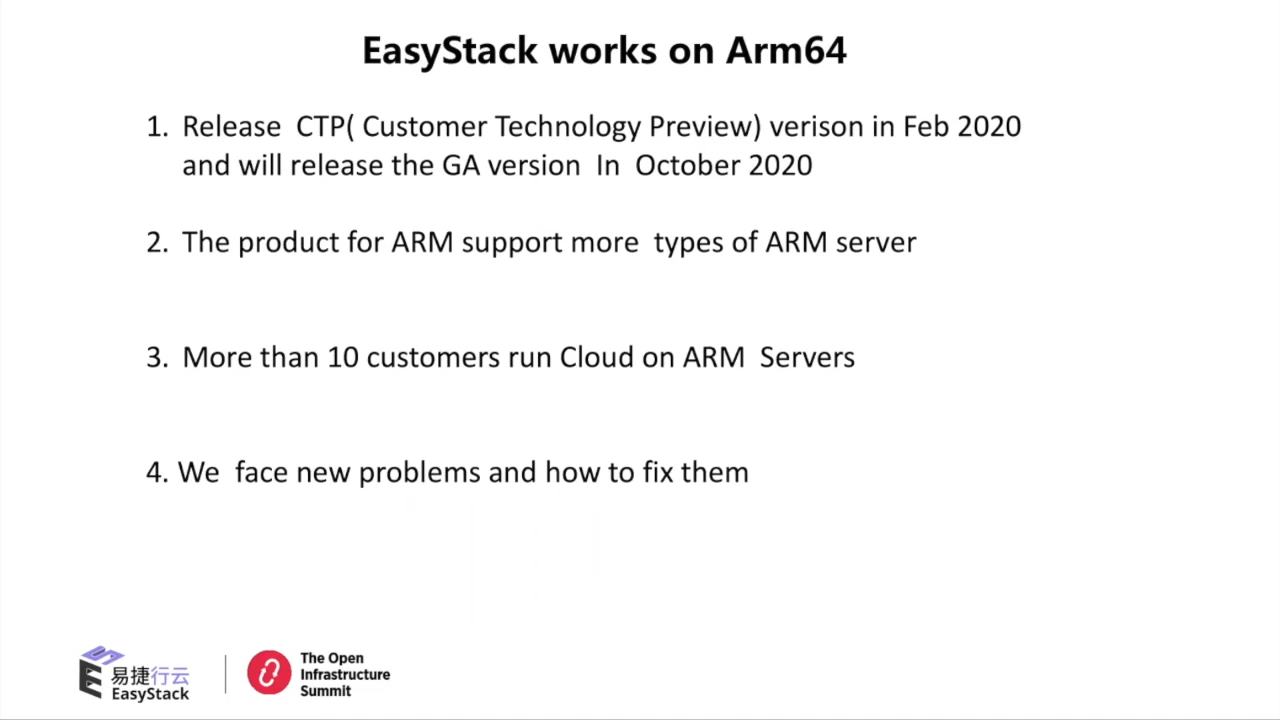 EasyStack works on Arm64
1. Release CTP( Customer Technology Preview) verison in Feb 2020
and will release the GA version In October 2020
2. The product for ARM support more types of ARM server
3. More than 10 customers run Cloud on ARM Servers
4. We face new problems and how to fix them
易捷行云
EasyStack
The Open
Infrastructure
Summit